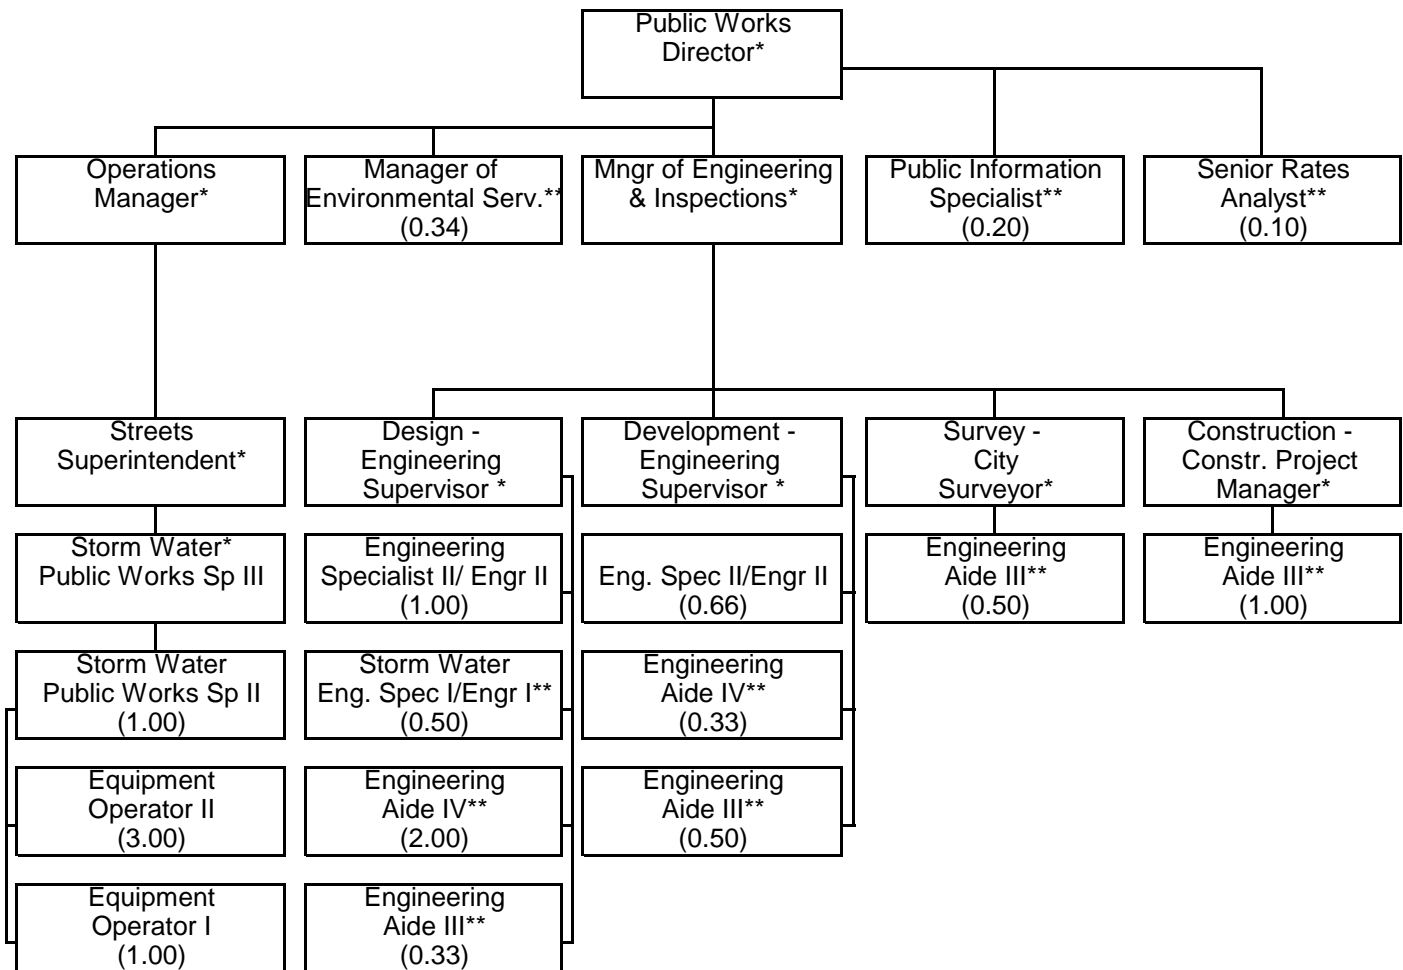 Public Works
Director*
Operations
Manager*
Manager of
Environmental Serv.**
(0.34)
Mngr of Engineering
& Inspections*
Public Information
Specialist**
(0.20)
Senior Rates
Analyst**
(0.10)
Streets
Superintendent*
Design -
Engineering
Supervisor *
Development -
Engineering
Supervisor *
Survey -
City
Surveyor*
Construction -
Constr. Project
Manager*
Storm Water*
Public Works Sp III
Engineering
Specialist II/ Engr II
(1.00)
Eng. Spec II/Engr II
(0.66)
Engineering
Aide III**
(0.50)
Engineering
Aide III**
(1.00)
Storm Water
Public Works Sp II
(1.00)
Storm Water
Eng. Spec I/Engr I**
(0.50)
Engineering
Aide IV**
(0.33)
Equipment
Operator II
(3.00)
Engineering
Aide IV**
(2.00)
Engineering
Aide III**
(0.50)
Equipment
Operator I
(1.00)
Engineering
Aide III**
(0.33)